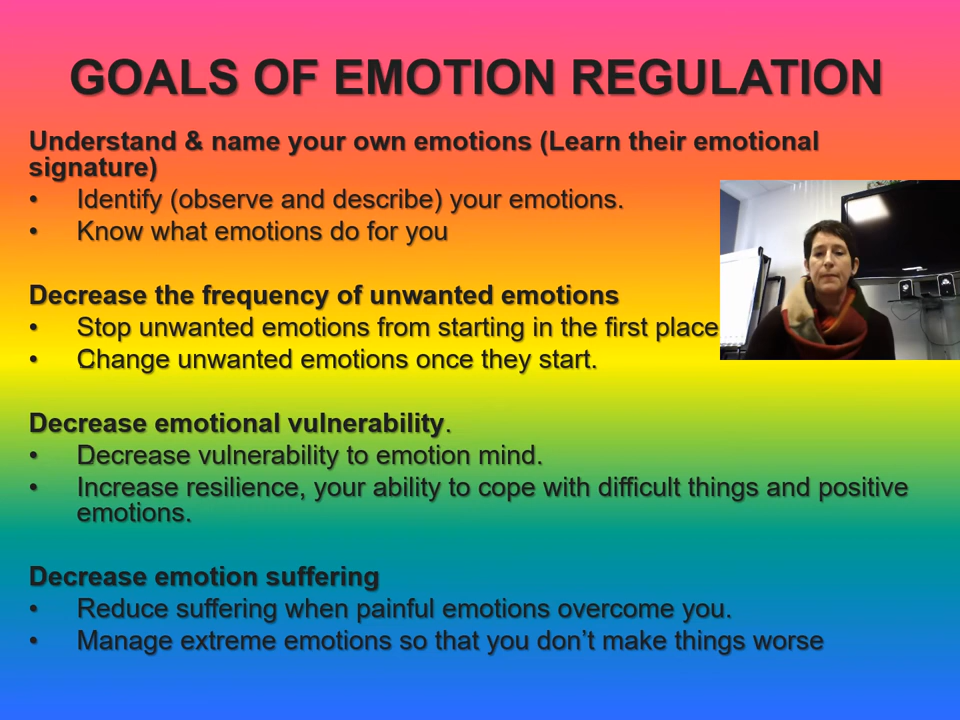 GOALS OF EMOTION REGULATION
Understand & name your own emotions (Learn their emotional
signature)
• Identify (observe and describe) your emotions.
• Know what emotions do for you
Decrease the frequency of unwanted emotions
• Stop unwanted emotions from starting in the first place
• Change unwanted emotions once they start.
Decrease emotional vulnerability.
• Decrease vulnerability to emotion mind.
• Increase resilience, your ability to cope with difficult things and positive
emotions.
Decrease emotion suffering
• Reduce suffering when painful emotions overcome you.
• Manage extreme emotions so that you don’t make things worse